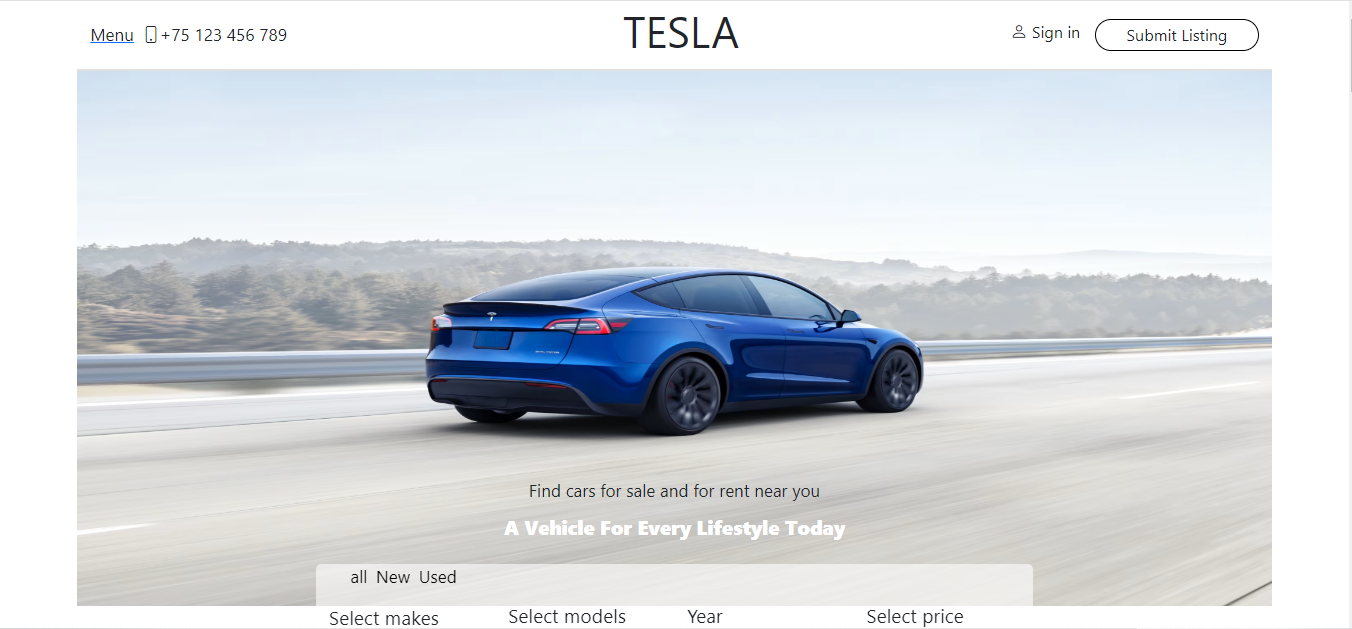 Menu +75 123 456 789
TESLA
Sign in
Submit Listing
Find cars for sale and for rent near you
A Vehicle For Every Lifestyle Today
all New Used
Select makes Select models Year Select price